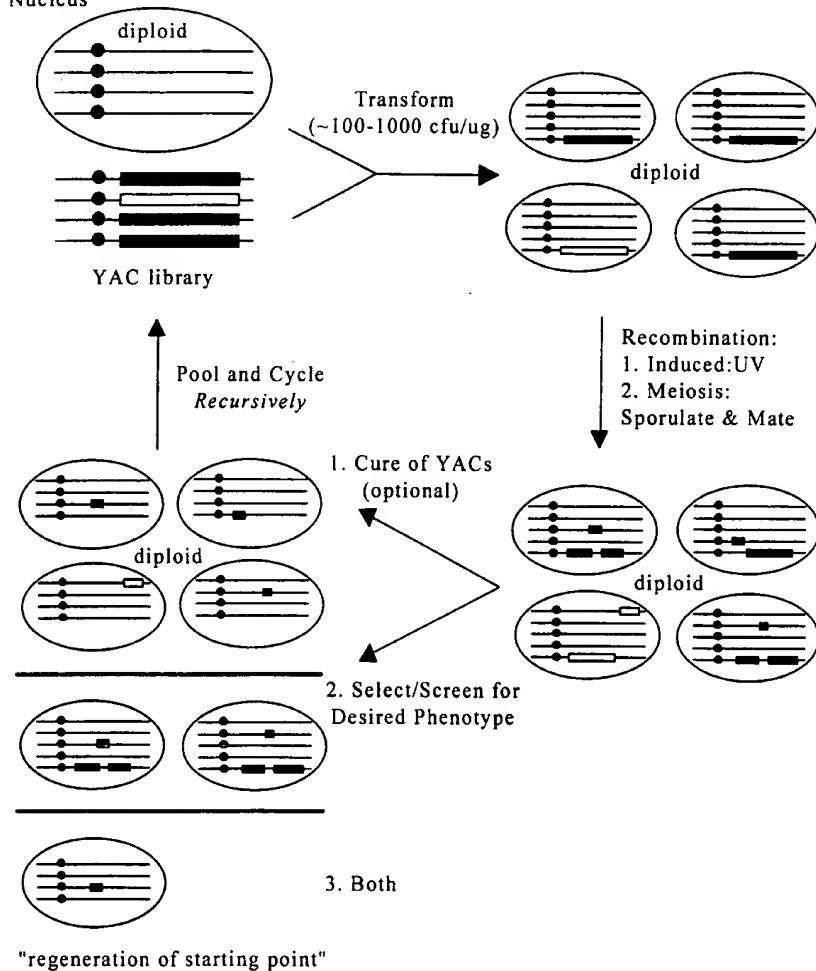 Nucleus
diploid
Transform
(~100-1000 cfu/ug)
diploid
YAC library
Recombination:
1. Induced:UV
2. Meiosis:
Sporulate & Mate
Pool and Cycle
Recursively
1. Cure of YACs
(optional)
diploid
diploid
2. Select/Screen for
Desired Phenotype
3. Both
"regeneration of starting point"